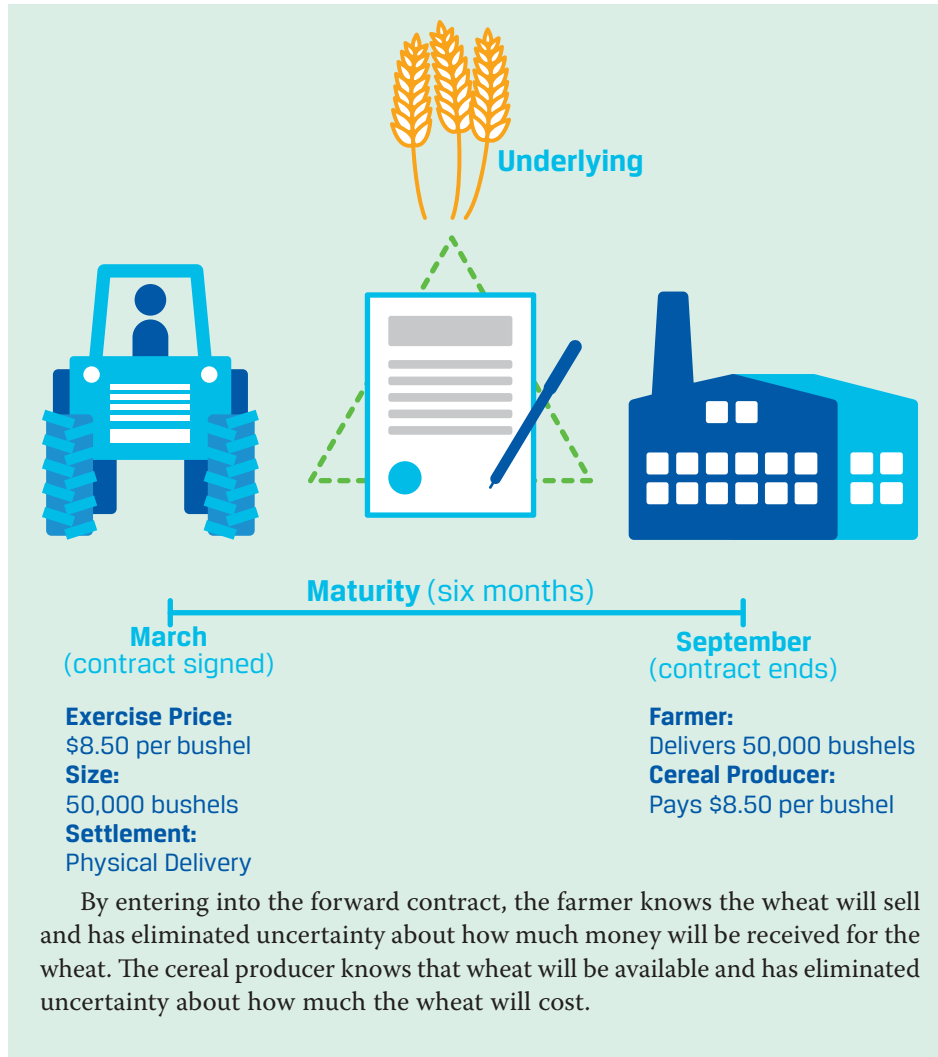 Underlying
Maturity (six months)
March
(contract signed)
September
(contract ends)
Exercise Price:
$8.50 per bushel
Size:
50,000 bushels
Settlement:
Physical Delivery
Farmer:
Delivers 50,000 bushels
Cereal Producer:
Pays $8.50 per bushel
By entering into the forward contract, the farmer knows the wheat will sell
and has eliminated uncertainty about how much money will be received for the
wheat. The cereal producer knows that wheat will be available and has eliminated
uncertainty about how much the wheat will cost.